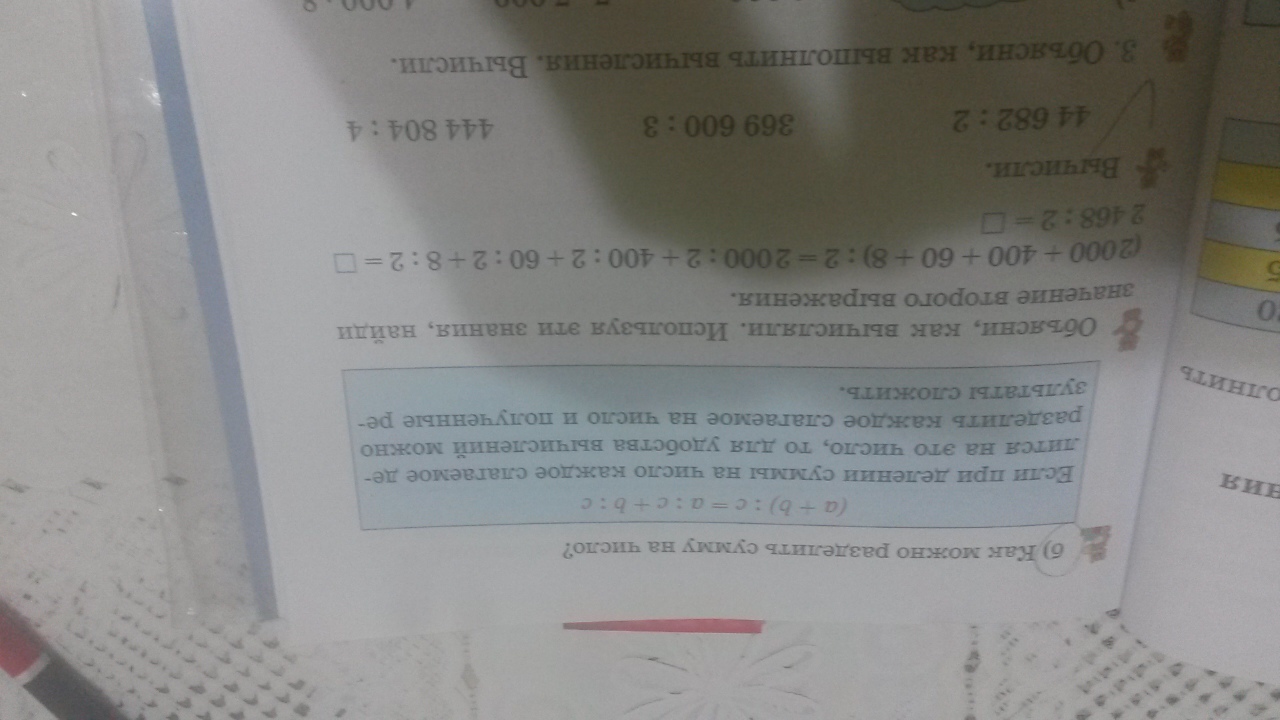 б) Как можно разделить сумму на число?
(a + b) : c = a : c + b : c
Если при делении суммы на число каждое слагаемое де-
лится на это число, то для удобства вычислений можно
разделить каждое слагаемое на число и полученные ре-
зультаты сложить.
Объясни, как вычисляли. Используя эти знания, найди
значение второго выражения.
(2000 + 400 + 60 + 8) : 2 = 2000 : 2 + 400 : 2 + 60 : 2 + 8 : 2 = □
2 468 : 2 = □
Вычисли.
44 682 : 2 369 600 : 3 444 804 : 4
3. Объясни, как выполнить вычисления. Вычисли.